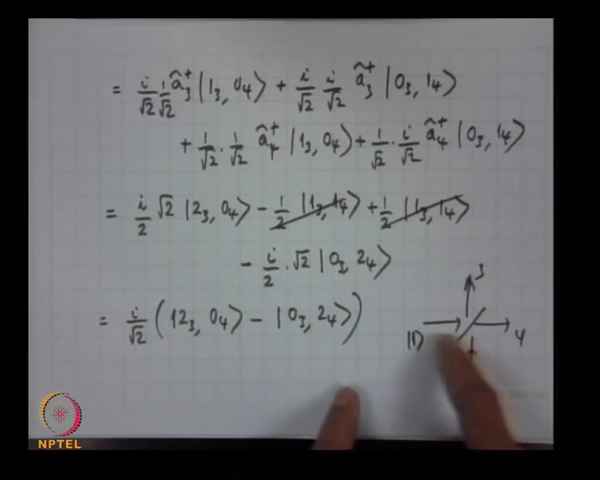 = i/√2 1/√2 â₃⁺ |1₃, 0₄⟩ + i/√2 i/√2 â₃⁺ |0₃, 1₄⟩
+ 1/√2 · 1/√2 â₄⁺ |1₃, 0₄⟩ + 1/√2 · i/√2 â₄⁺ |0₃, 1₄⟩
= i/2 √2 |2₃, 0₄⟩ - 1/2 |1₃, 1₄⟩ + 1/2 |1₃, 1₄⟩
- i/2 · √2 |0₃, 2₄⟩
= i/√2 (|2₃, 0₄⟩ - |0₃, 2₄⟩)
3
|1⟩
4
NPTEL